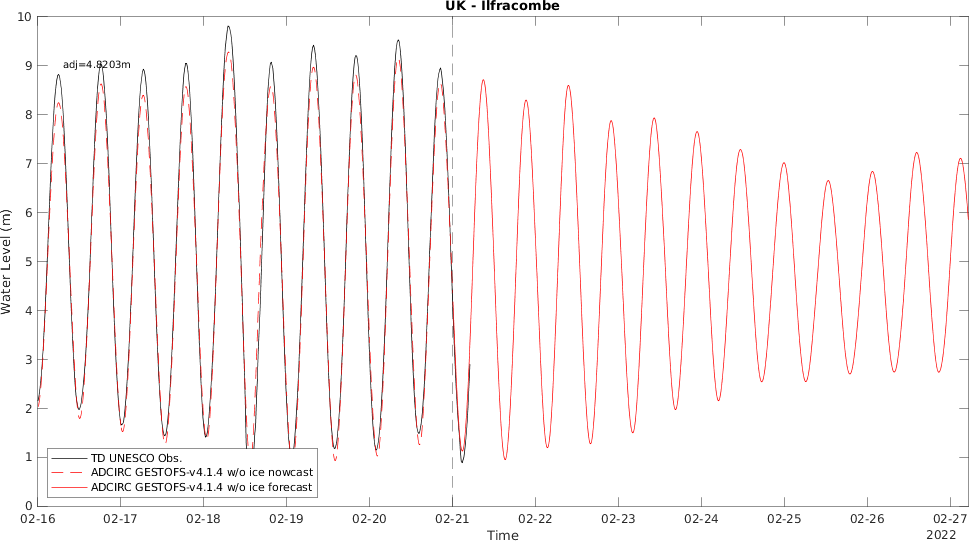 UK - Ilfracombe
10
9
8
7
6
5
4
3
2
1
0
Water Level (m)
adj=4.8203m
TD UNESCO Obs.
ADCIRC GESTOFS-v4.1.4 w/o ice nowcast
ADCIRC GESTOFS-v4.1.4 w/o ice forecast
02-16 02-17 02-18 02-19 02-20 02-21 02-22 02-23 02-24 02-25 02-26 02-27
Time
2022